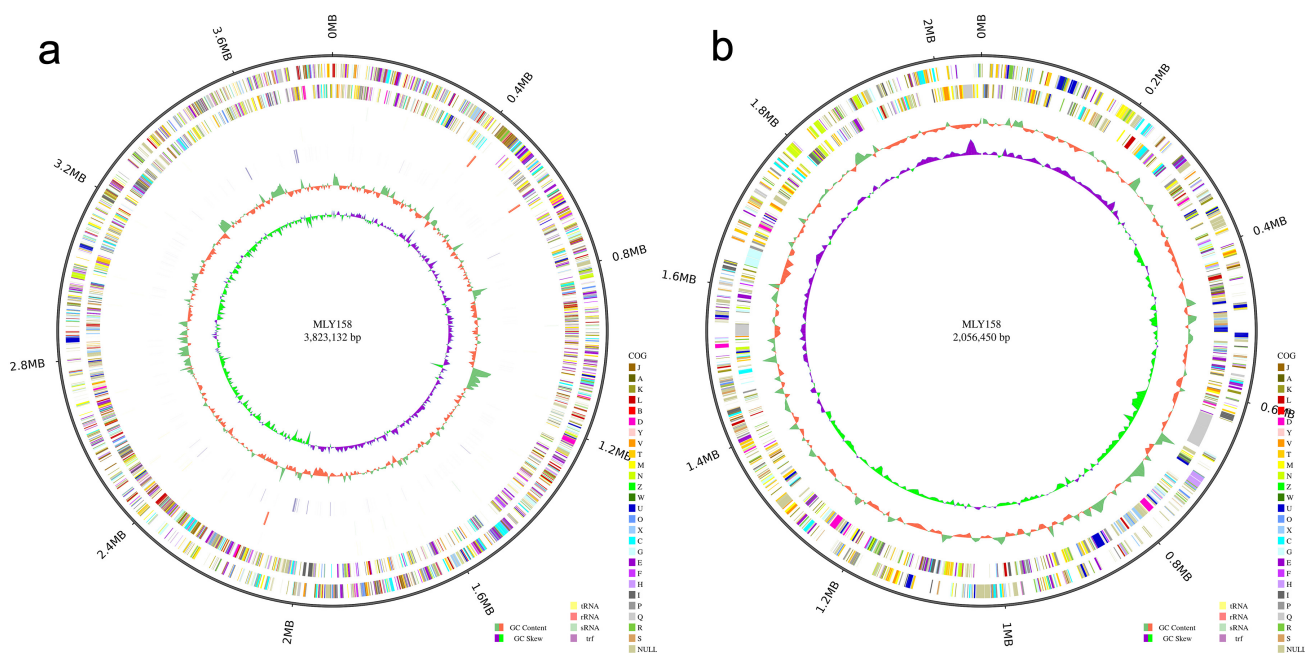 a
0MB
0.4MB
0.8MB
1.2MB
1.6MB
2MB
2.4MB
2.8MB
3.2MB
3.6MB
MLY158
3,823,132 bp
COG
J
A
K
L
B
D
Y
V
T
M
N
Z
W
U
O
X
C
G
E
F
H
I
P
Q
R
S
NULL
GC Content
GC Skew
tRNA
rRNA
sRNA
trf
b
0MB
0.2MB
0.4MB
0.6MB
0.8MB
1MB
1.2MB
1.4MB
1.6MB
1.8MB
2MB
MLY158
2,056,450 bp
COG
J
A
K
L
B
D
Y
V
T
M
N
Z
W
U
O
X
C
G
E
F
H
I
P
Q
R
S
NULL
GC Content
GC Skew
tRNA
rRNA
sRNA
trf